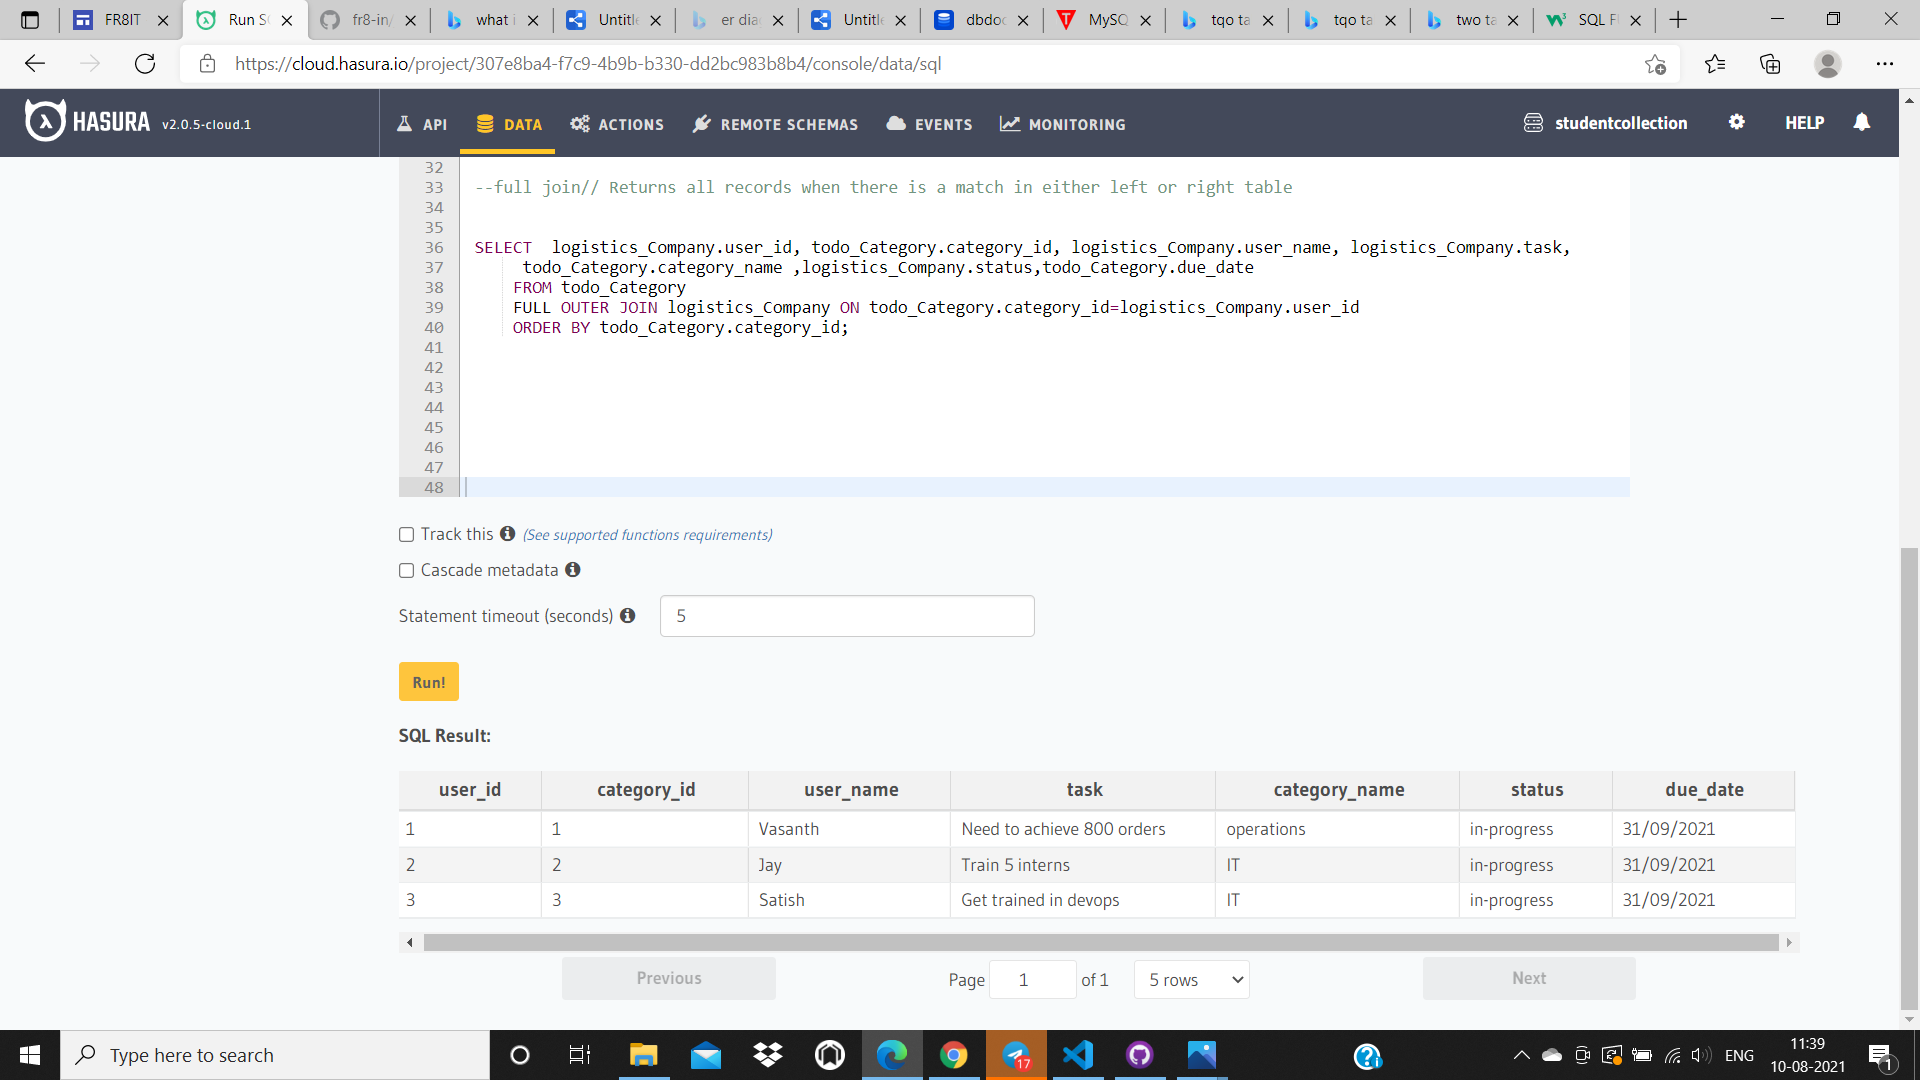 FR8IT
Run S
fr8-in/
what i
Untitle
er dia
Untitle
dbdo
MySQ
tqo ta
tqo ta
two ta
SQL F
https://cloud.hasura.io/project/307e8ba4-f7c9-4b9b-b330-dd2bc983b8b4/console/data/sql
HASURA v2.0.5-cloud.1
API DATA ACTIONS REMOTE SCHEMAS EVENTS MONITORING studentcollection HELP
32
33 --full join// Returns all records when there is a match in either left or right table
34
35
36 SELECT logistics_Company.user_id, todo_Category.category_id, logistics_Company.user_name, logistics_Company.task,
37 todo_Category.category_name ,logistics_Company.status,todo_Category.due_date
38 FROM todo_Category
39 FULL OUTER JOIN logistics_Company ON todo_Category.category_id=logistics_Company.user_id
40 ORDER BY todo_Category.category_id;
41
42
43
44
45
46
47
48
Track this (See supported functions requirements)
Cascade metadata
Statement timeout (seconds) 5
Run!
SQL Result:
user_id category_id user_name task category_name status due_date
1 1 Vasanth Need to achieve 800 orders operations in-progress 31/09/2021
2 2 Jay Train 5 interns IT in-progress 31/09/2021
3 3 Satish Get trained in devops IT in-progress 31/09/2021
Previous Page 1 of 1 5 rows Next
Type here to search
17
ENG
11:39
10-08-2021
1